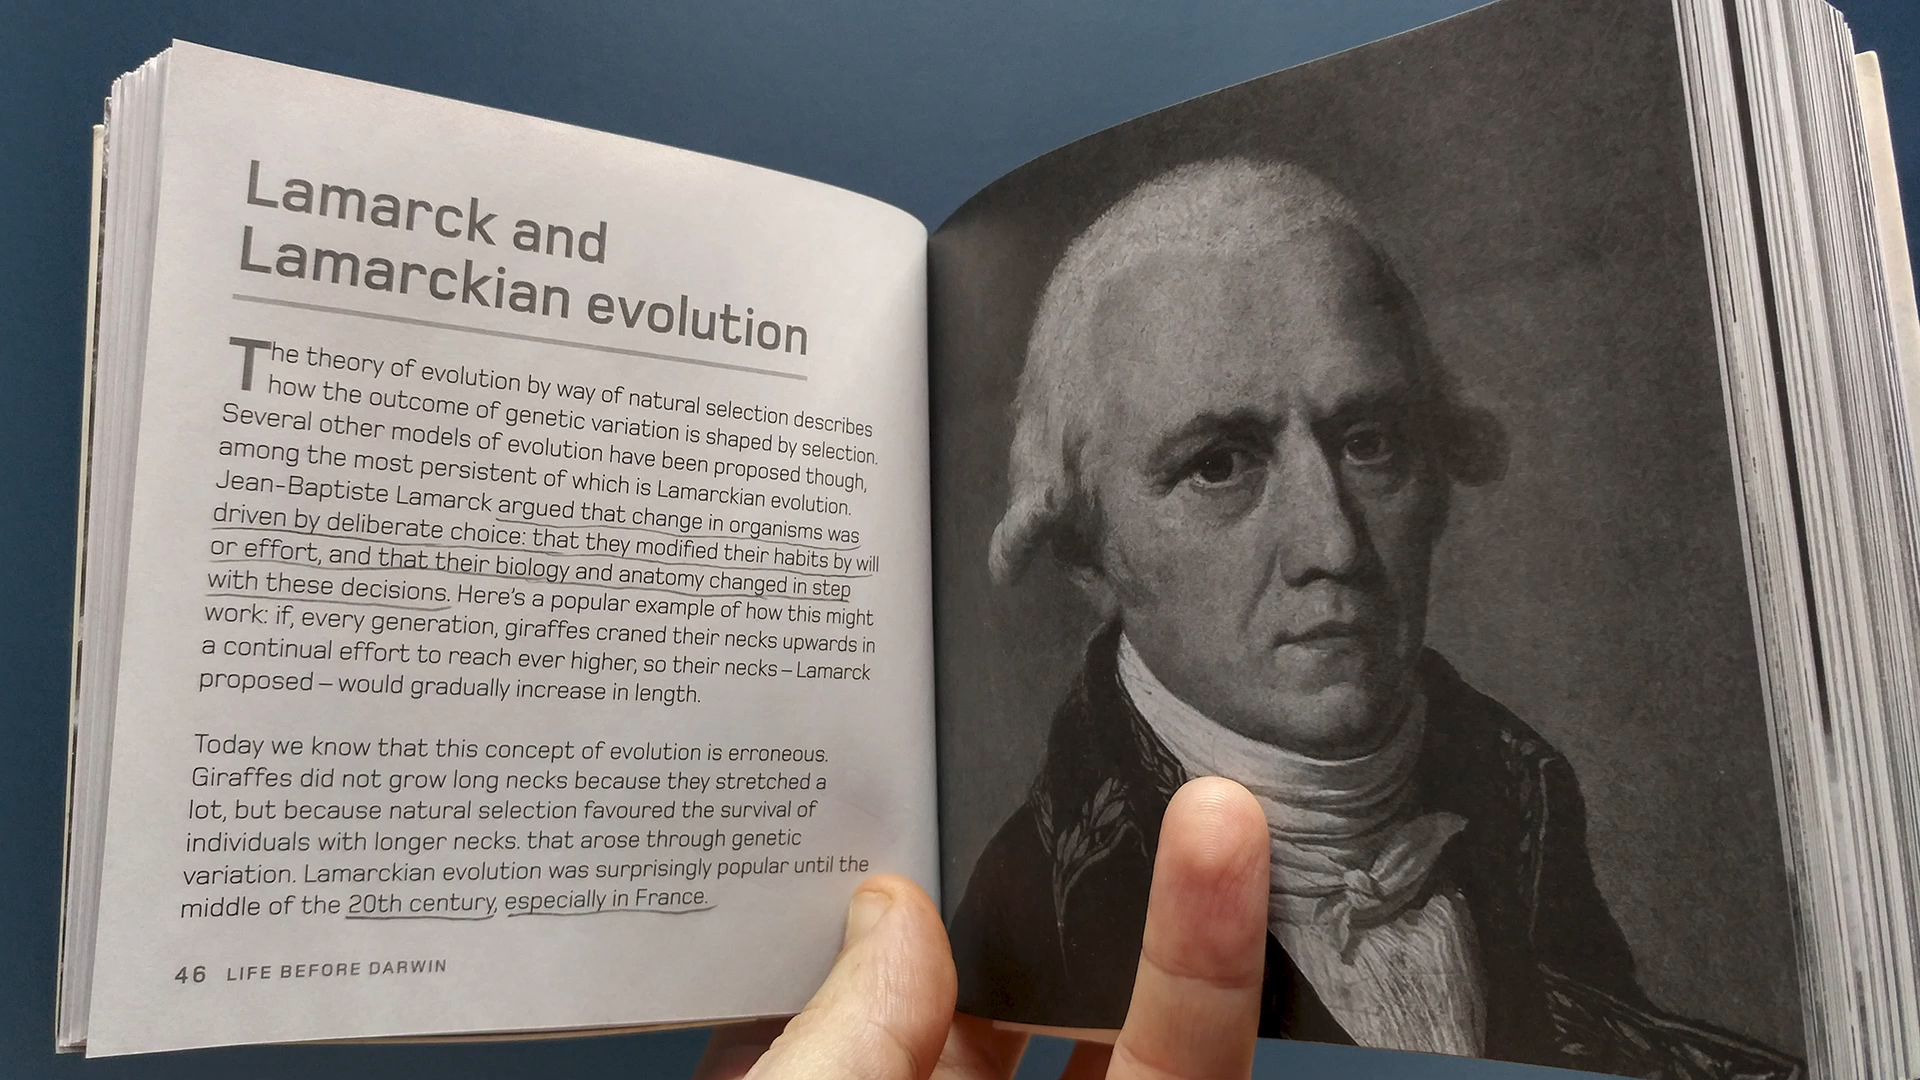 Lamarck and
Lamarckian evolution
The theory of evolution by way of natural selection describes
how the outcome of genetic variation is shaped by selection.
Several other models of evolution have been proposed though,
among the most persistent of which is Lamarckian evolution.
Jean-Baptiste Lamarck argued that change in organisms was
driven by deliberate choice: that they modified their habits by will
or effort, and that their biology and anatomy changed in step
with these decisions. Here's a popular example of how this might
work: if, every generation, giraffes craned their necks upwards in
a continual effort to reach ever higher, so their necks – Lamarck
proposed – would gradually increase in length.
Today we know that this concept of evolution is erroneous.
Giraffes did not grow long necks because they stretched a
lot, but because natural selection favoured the survival of
individuals with longer necks. that arose through genetic
variation. Lamarckian evolution was surprisingly popular until the
middle of the 20th century, especially in France.
46 LIFE BEFORE DARWIN